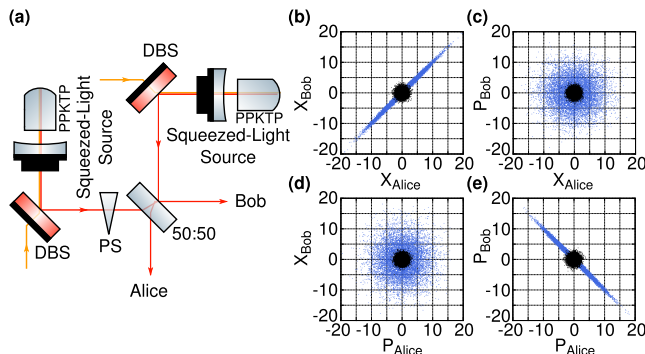 (a)
DBS
PPKTP
Squeezed-Light
Source
PPKTP
Squeezed-Light
Source
DBS
PS
50:50
Bob
Alice
(b)
20
10
0
-10
-20
-20 -10 0 10 20
X_Bob
X_Alice
(c)
20
10
0
-10
-20
-20 -10 0 10 20
P_Bob
X_Alice
(d)
20
10
0
-10
-20
-20 -10 0 10 20
X_Bob
P_Alice
(e)
20
10
0
-10
-20
-20 -10 0 10 20
P_Bob
P_Alice